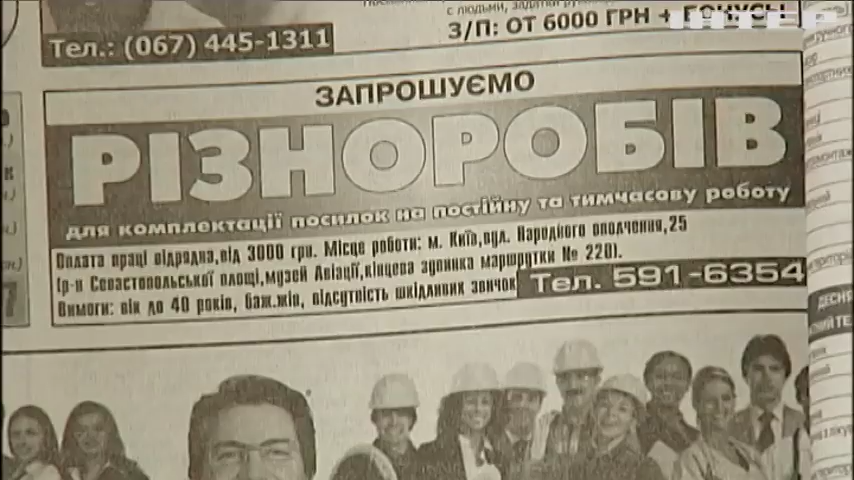 с людьми, задатки
ІНТЕР
З/П: ОТ 6000 ГРН + БОНУСЫ
Тел.: (067) 445-1311
ЗАПРОШУЄМО
РІЗНОРОБІВ
для комплектації посилок на постійну та тимчасову роботу
Оплата праці відрядна,від 3000 грн. Місце роботи: м. Київ,вул. Народного ополчення,25
(р-н Севастопольської площі,музей Авіації,кінцева зупинка маршрутки № 220).
Вимоги: вік до 40 років, баж.жін, відсутність шкідливих звичок
Тел. 591-6354